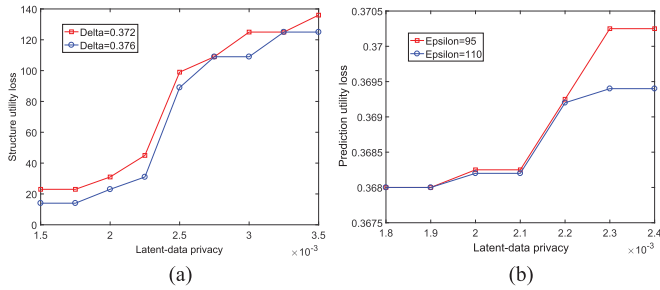 140
120
100
80
60
40
20
0
Structure utility loss
Delta=0.372
Delta=0.376
1.5 2 2.5 3 3.5
Latent-data privacy
×10⁻³
(a)
0.3705
0.37
0.3695
0.369
0.3685
0.368
0.3675
Prediction utility loss
Epsilon=95
Epsilon=110
1.8 1.9 2 2.1 2.2 2.3 2.4
Latent-data privacy
×10⁻³
(b)